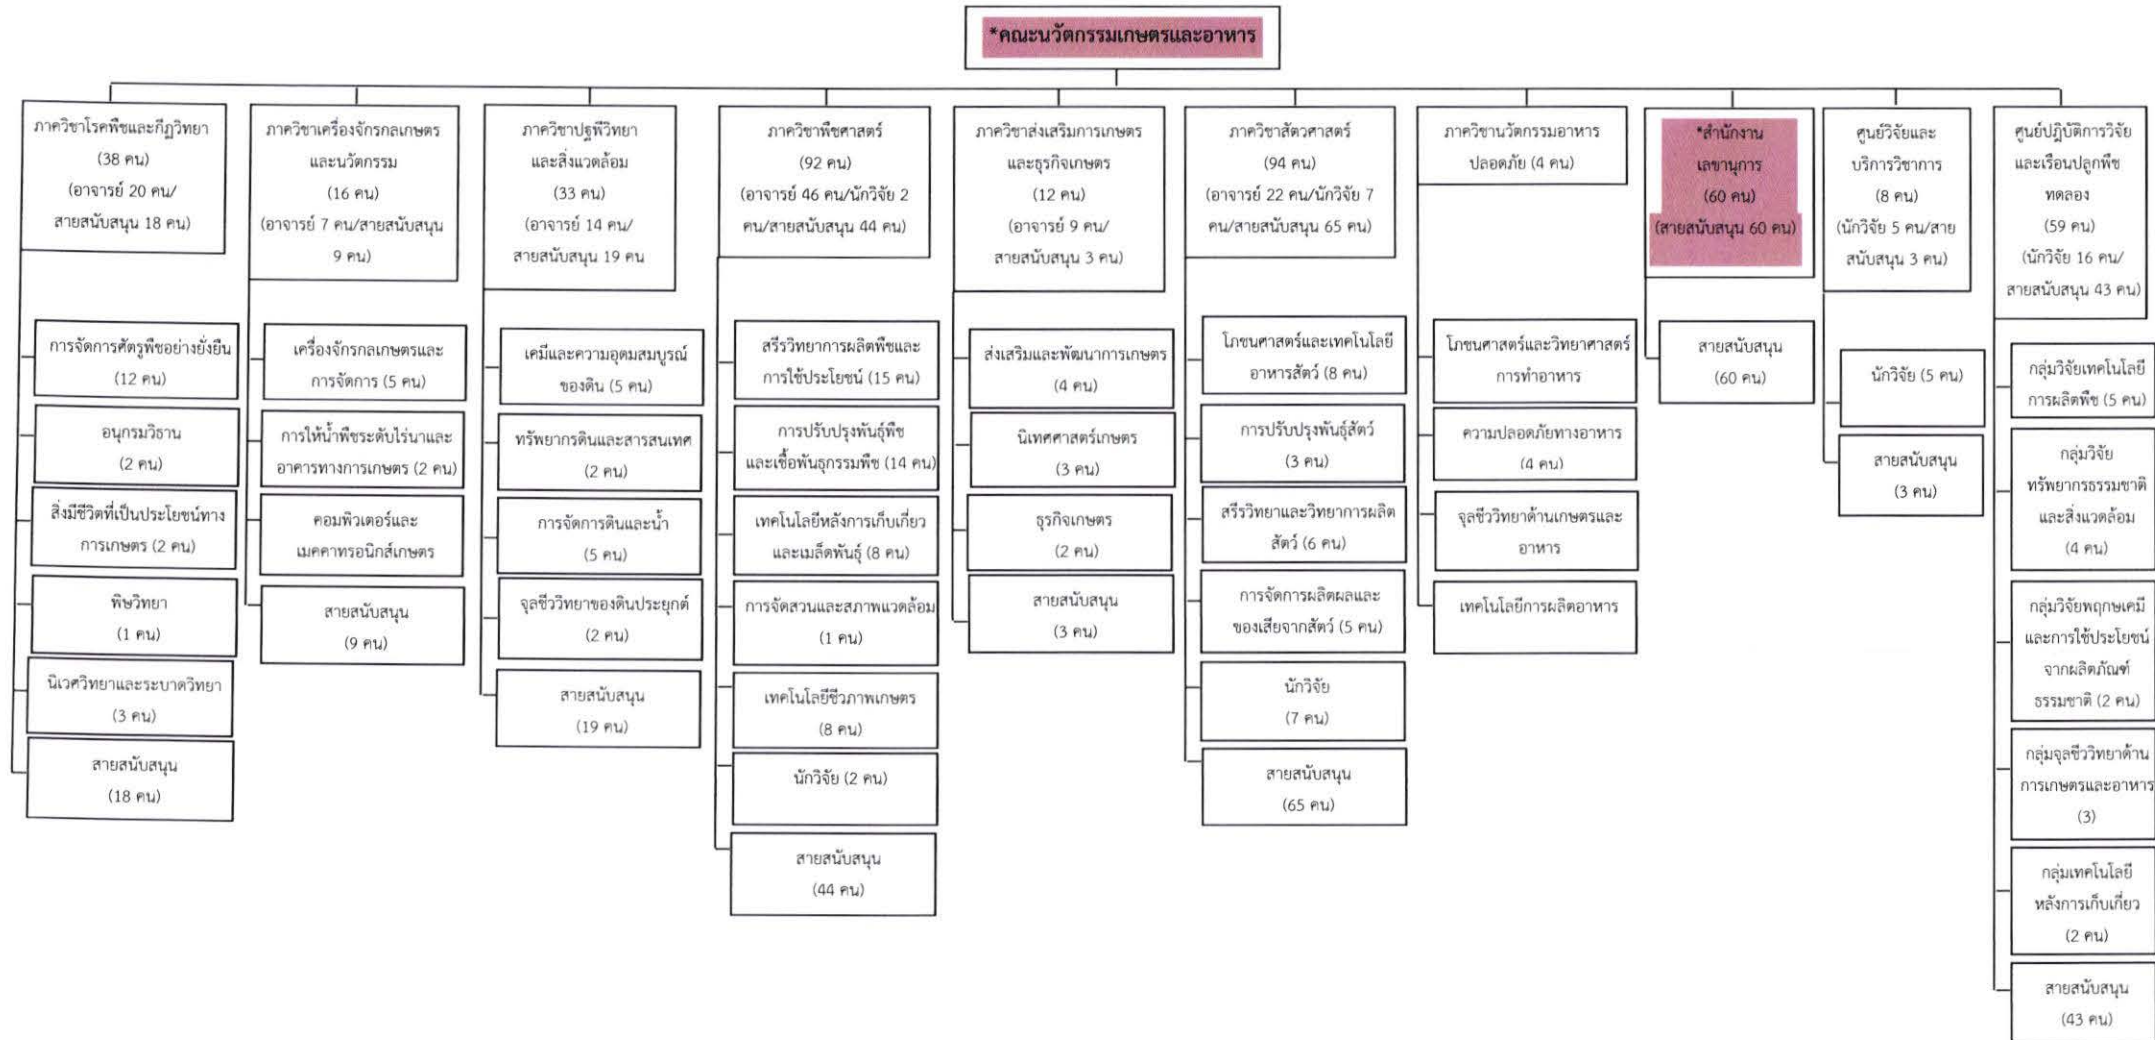 *คณะนวัตกรรมเกษตรและอาหาร
ภาควิชาโรคพืชและกีฏวิทยา
(38 คน)
(อาจารย์ 20 คน/
สายสนับสนุน 18 คน)
การจัดการศัตรูพืชอย่างยั่งยืน
(12 คน)
อนุกรมวิธาน
(2 คน)
สิ่งมีชีวิตที่เป็นประโยชน์ทาง
การเกษตร (2 คน)
พิษวิทยา
(1 คน)
นิเวศวิทยาและระบาดวิทยา
(3 คน)
สายสนับสนุน
(18 คน)
ภาควิชาเครื่องจักรกลเกษตร
และนวัตกรรม
(16 คน)
(อาจารย์ 7 คน/สายสนับสนุน
9 คน)
เครื่องจักรกลเกษตรและ
การจัดการ (5 คน)
การให้น้ำพืชระดับไร่นาและ
อาคารทางการเกษตร (2 คน)
คอมพิวเตอร์และ
เมคคาทรอนิกส์เกษตร
สายสนับสนุน
(9 คน)
ภาควิชาปฐพีวิทยา
และสิ่งแวดล้อม
(33 คน)
(อาจารย์ 14 คน/
สายสนับสนุน 19 คน
เคมีและความอุดมสมบูรณ์
ของดิน (5 คน)
ทรัพยากรดินและสารสนเทศ
(2 คน)
การจัดการดินและน้ำ
(5 คน)
จุลชีววิทยาของดินประยุกต์
(2 คน)
สายสนับสนุน
(19 คน)
ภาควิชาพืชศาสตร์
(92 คน)
(อาจารย์ 46 คน/นักวิจัย 2
คน/สายสนับสนุน 44 คน)
สรีรวิทยาการผลิตพืชและ
การใช้ประโยชน์ (15 คน)
การปรับปรุงพันธุ์พืช
และเชื้อพันธุกรรมพืช (14 คน)
เทคโนโลยีหลังการเก็บเกี่ยว
และเมล็ดพันธุ์ (8 คน)
การจัดสวนและสภาพแวดล้อม
(1 คน)
เทคโนโลยีชีวภาพเกษตร
(8 คน)
นักวิจัย (2 คน)
สายสนับสนุน
(44 คน)
ภาควิชาส่งเสริมการเกษตร
และธุรกิจเกษตร
(12 คน)
(อาจารย์ 9 คน/
สายสนับสนุน 3 คน)
ส่งเสริมและพัฒนาการเกษตร
(4 คน)
นิเทศศาสตร์เกษตร
(3 คน)
ธุรกิจเกษตร
(2 คน)
สายสนับสนุน
(3 คน)
ภาควิชาสัตวศาสตร์
(94 คน)
(อาจารย์ 22 คน/นักวิจัย 7
คน/สายสนับสนุน 65 คน)
โภชนศาสตร์และเทคโนโลยี
อาหารสัตว์ (8 คน)
การปรับปรุงพันธุ์สัตว์
(3 คน)
สรีรวิทยาและวิทยาการผลิต
สัตว์ (6 คน)
การจัดการผลิตผลและ
ของเสียจากสัตว์ (5 คน)
นักวิจัย
(7 คน)
สายสนับสนุน
(65 คน)
ภาควิชานวัตกรรมอาหาร
ปลอดภัย (4 คน)
โภชนศาสตร์และวิทยาศาสตร์
การทำอาหาร
ความปลอดภัยทางอาหาร
(4 คน)
จุลชีววิทยาด้านเกษตรและ
อาหาร
เทคโนโลยีการผลิตอาหาร
*สำนักงาน
เลขานุการ
(60 คน)
(สายสนับสนุน 60 คน)
สายสนับสนุน
(60 คน)
ศูนย์วิจัยและ
บริการวิชาการ
(8 คน)
(นักวิจัย 5 คน/สาย
สนับสนุน 3 คน)
นักวิจัย (5 คน)
สายสนับสนุน
(3 คน)
ศูนย์ปฏิบัติการวิจัย
และเรือนปลูกพืช
ทดลอง
(59 คน)
(นักวิจัย 16 คน/
สายสนับสนุน 43 คน)
กลุ่มวิจัยเทคโนโลยี
การผลิตพืช (5 คน)
กลุ่มวิจัย
ทรัพยากรธรรมชาติ
และสิ่งแวดล้อม
(4 คน)
กลุ่มวิจัยพฤกษเคมี
และการใช้ประโยชน์
จากผลิตภัณฑ์
ธรรมชาติ (2 คน)
กลุ่มจุลชีววิทยาด้าน
การเกษตรและอาหาร
(3)
กลุ่มเทคโนโลยี
หลังการเก็บเกี่ยว
(2 คน)
สายสนับสนุน
(43 คน)